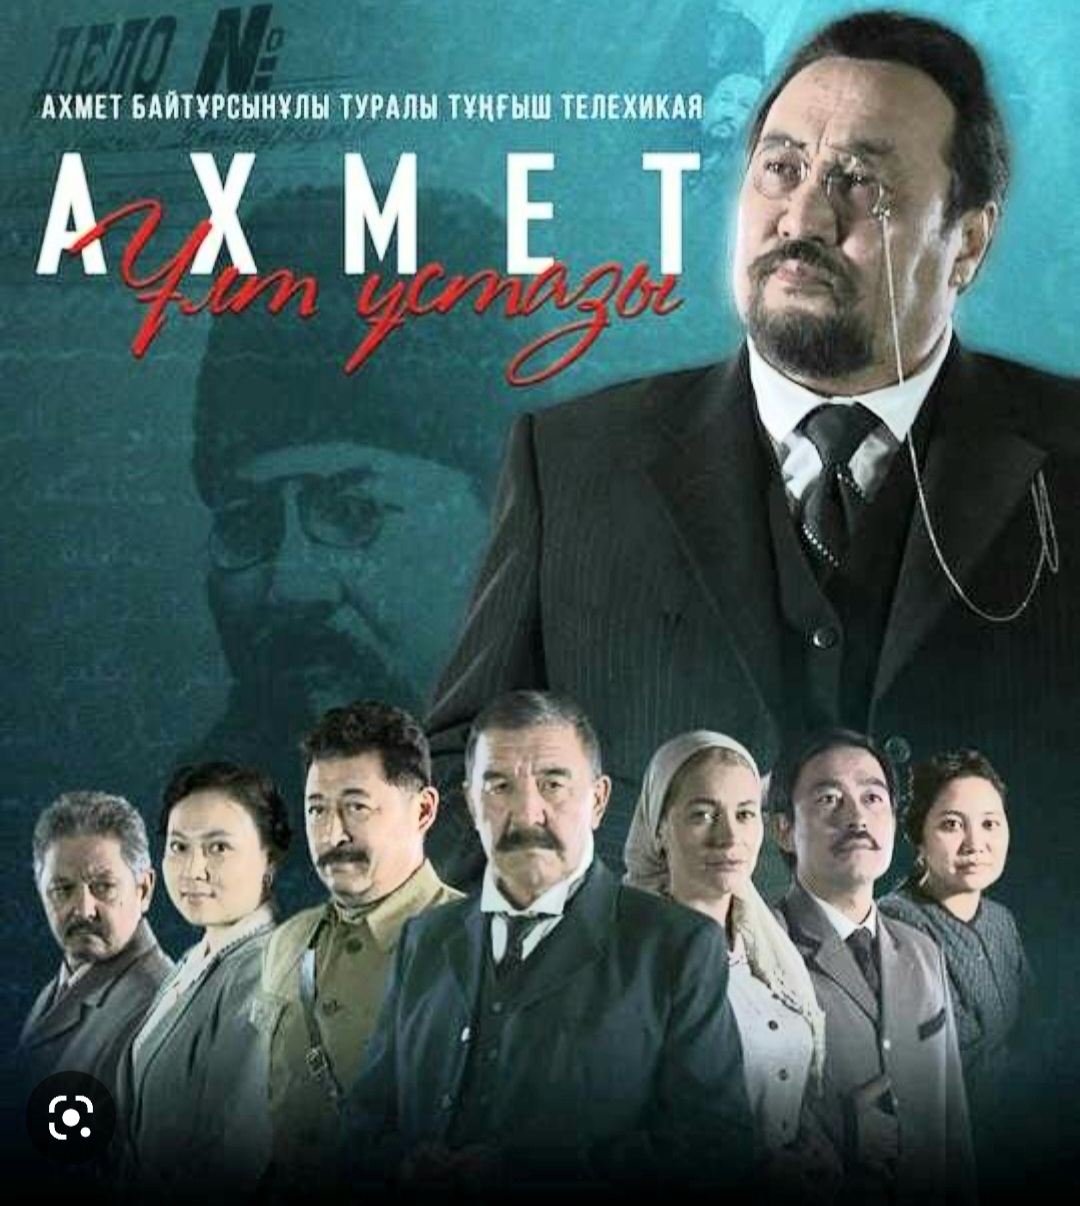 ДЕЛО №
АХМЕТ БАЙТҰРСЫНҰЛЫ ТУРАЛЫ ТҰҢҒЫШ ТЕЛЕХИКАЯ
АХМЕТ
Ұлт ұстазы